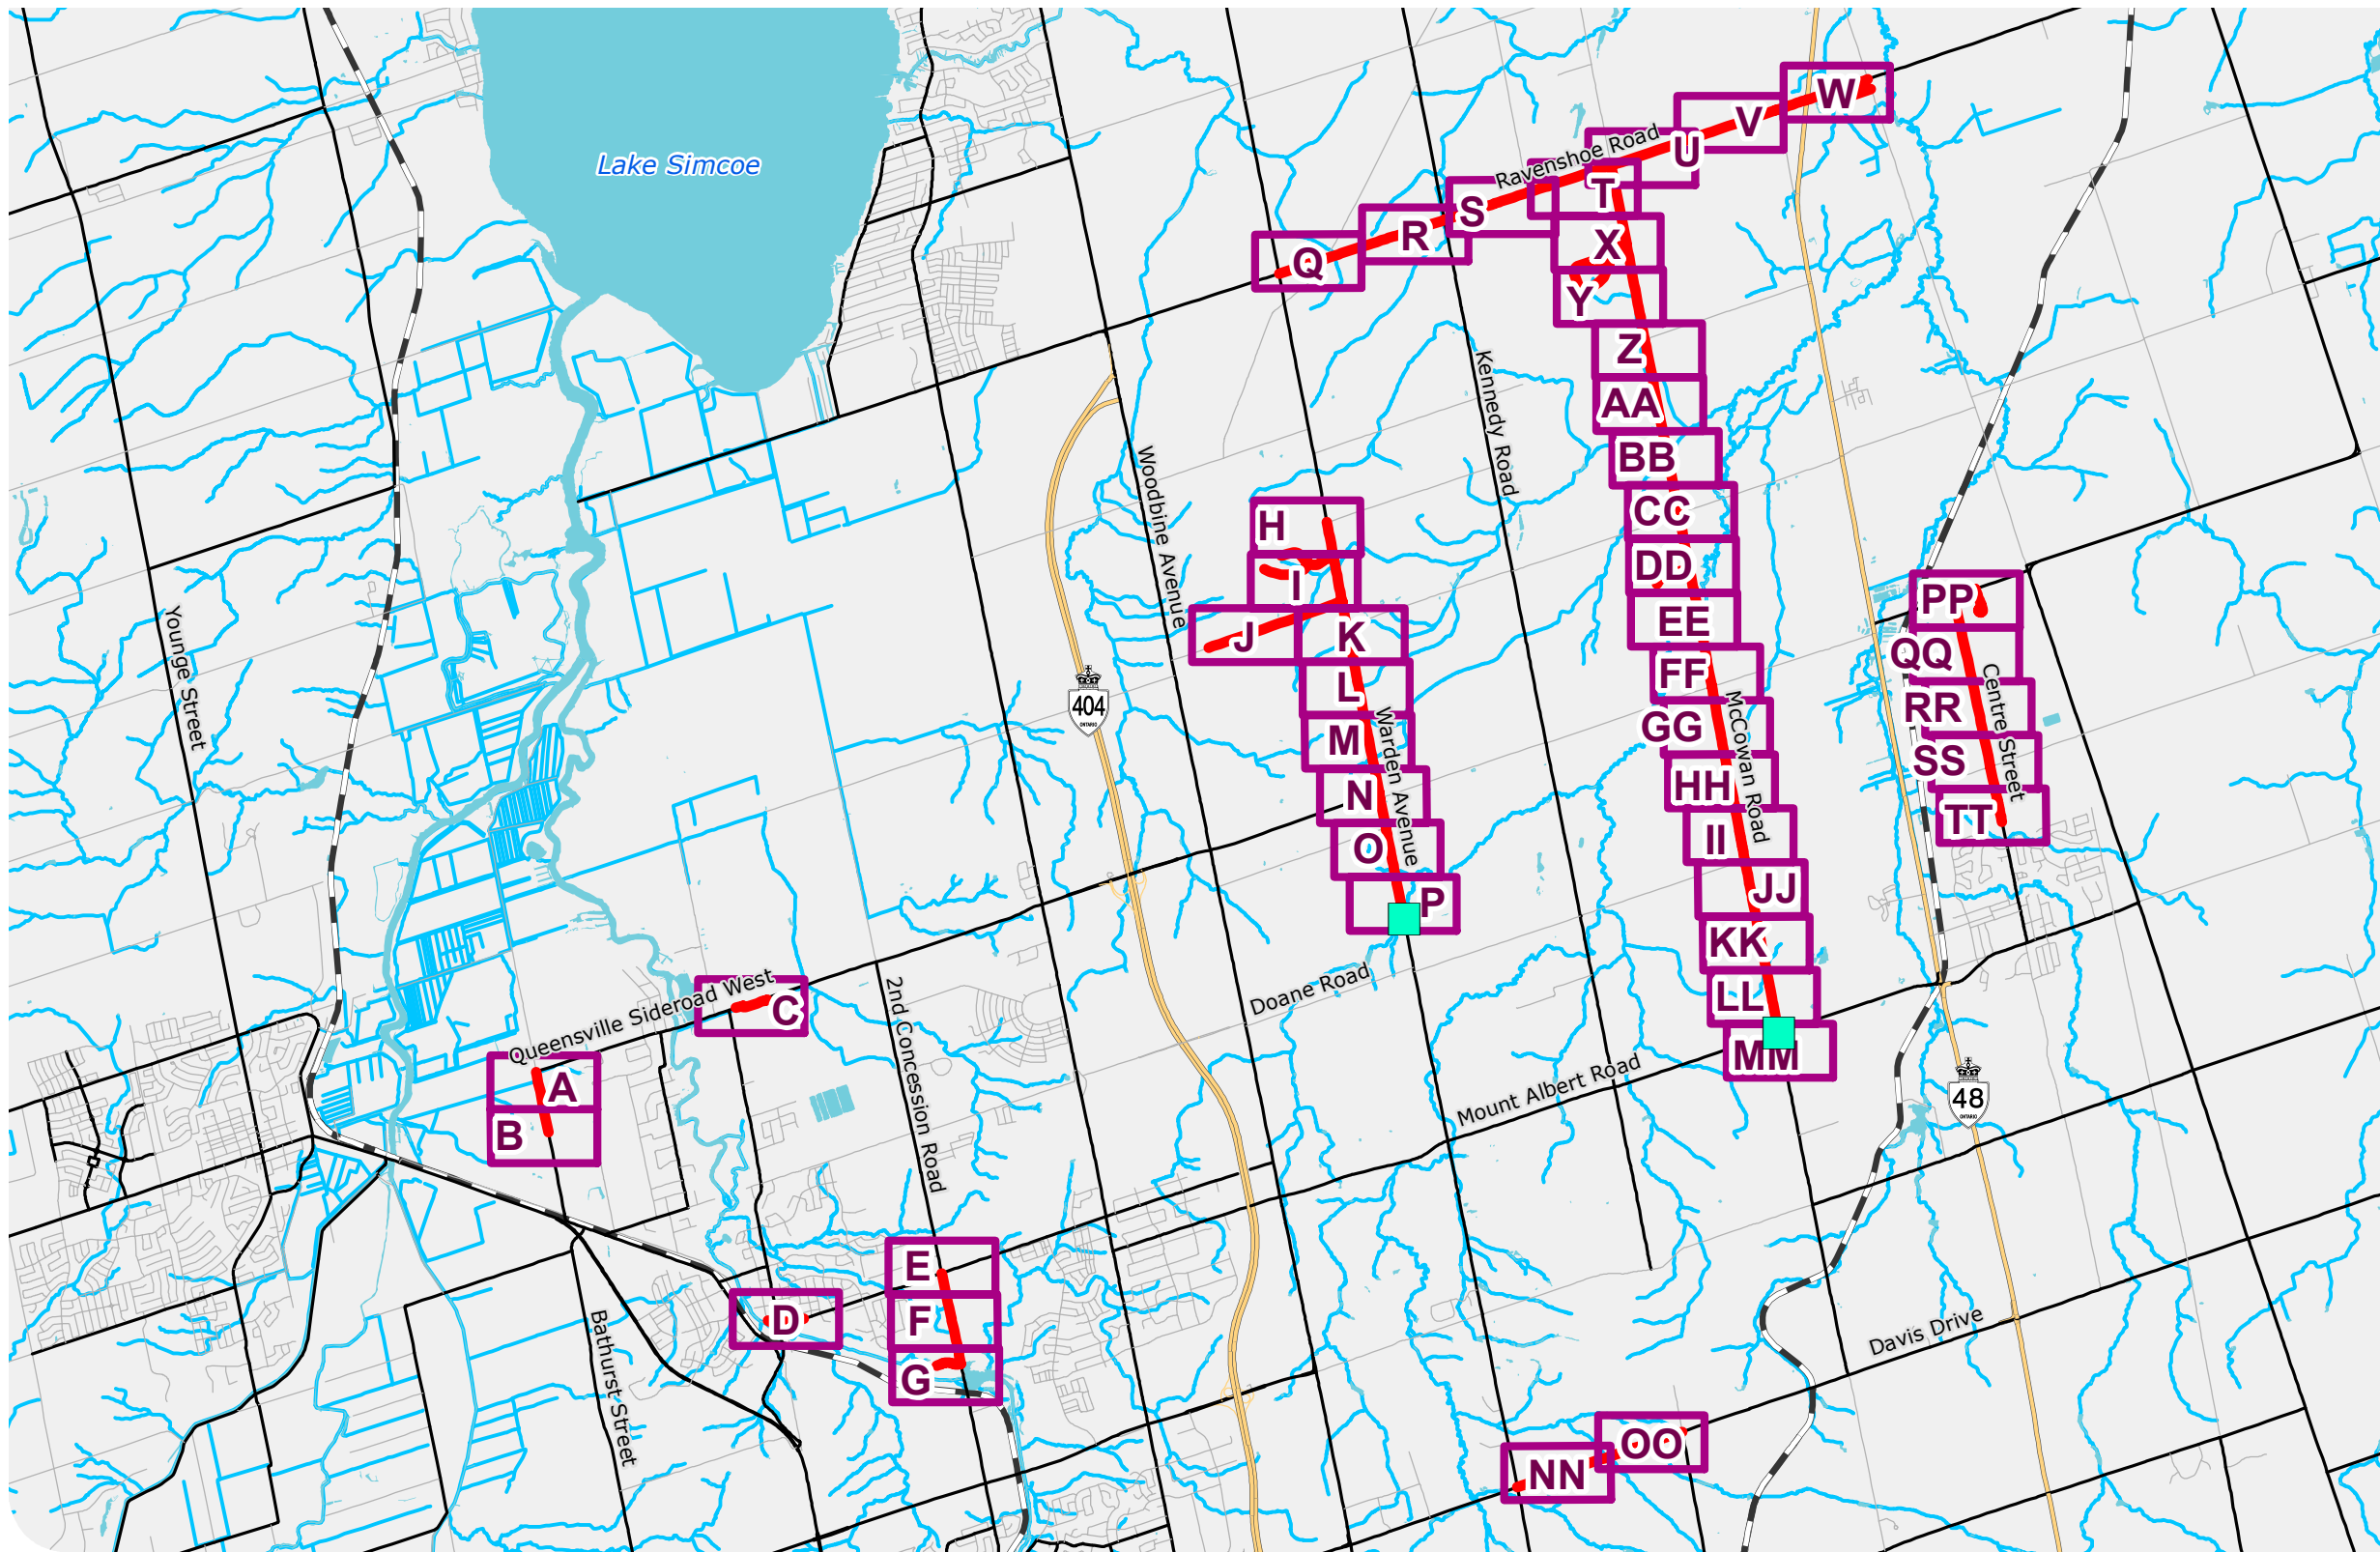 Lake Simcoe
W
V
Ravenshoe Road
U
T
S
R
Q
X
Y
Z
Kennedy Road
AA
BB
Woodbine Avenue
CC
H
DD
I
PP
Younge Street
EE
J
K
QQ
FF
L
Centre Street
404
ONTARIO
RR
McCowan Road
GG
Warden Avenue
M
SS
HH
N
TT
II
O
JJ
P
KK
Doane Road
LL
Queensville Sideroad West
C
2nd Concession Road
MM
A
Mount Albert Road
48
ONTARIO
B
E
F
D
Bathurst Street
Davis Drive
G
OO
NN